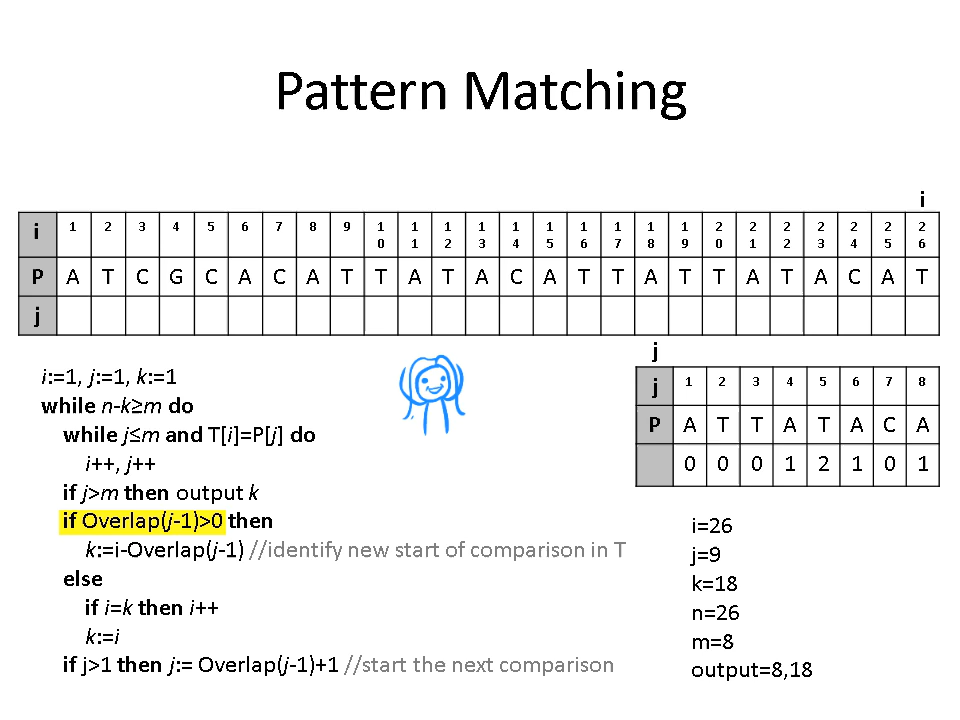 Pattern Matching
i
i 1 2 3 4 5 6 7 8 9 10 11 12 13 14 15 16 17 18 19 20 21 22 23 24 25 26
P A T C G C A C A T T A T A C A T T A T T A T A C A T
j
j
i:=1, j:=1, k:=1
while n-k≥m do
while j≤m and T[i]=P[j] do
i++, j++
if j>m then output k
if Overlap(j-1)>0 then
k:=i-Overlap(j-1) //identify new start of comparison in T
else
if i=k then i++
k:=i
if j>1 then j:= Overlap(j-1)+1 //start the next comparison
j 1 2 3 4 5 6 7 8
P A T T A T A C A
0 0 0 1 2 1 0 1
i=26
j=9
k=18
n=26
m=8
output=8,18